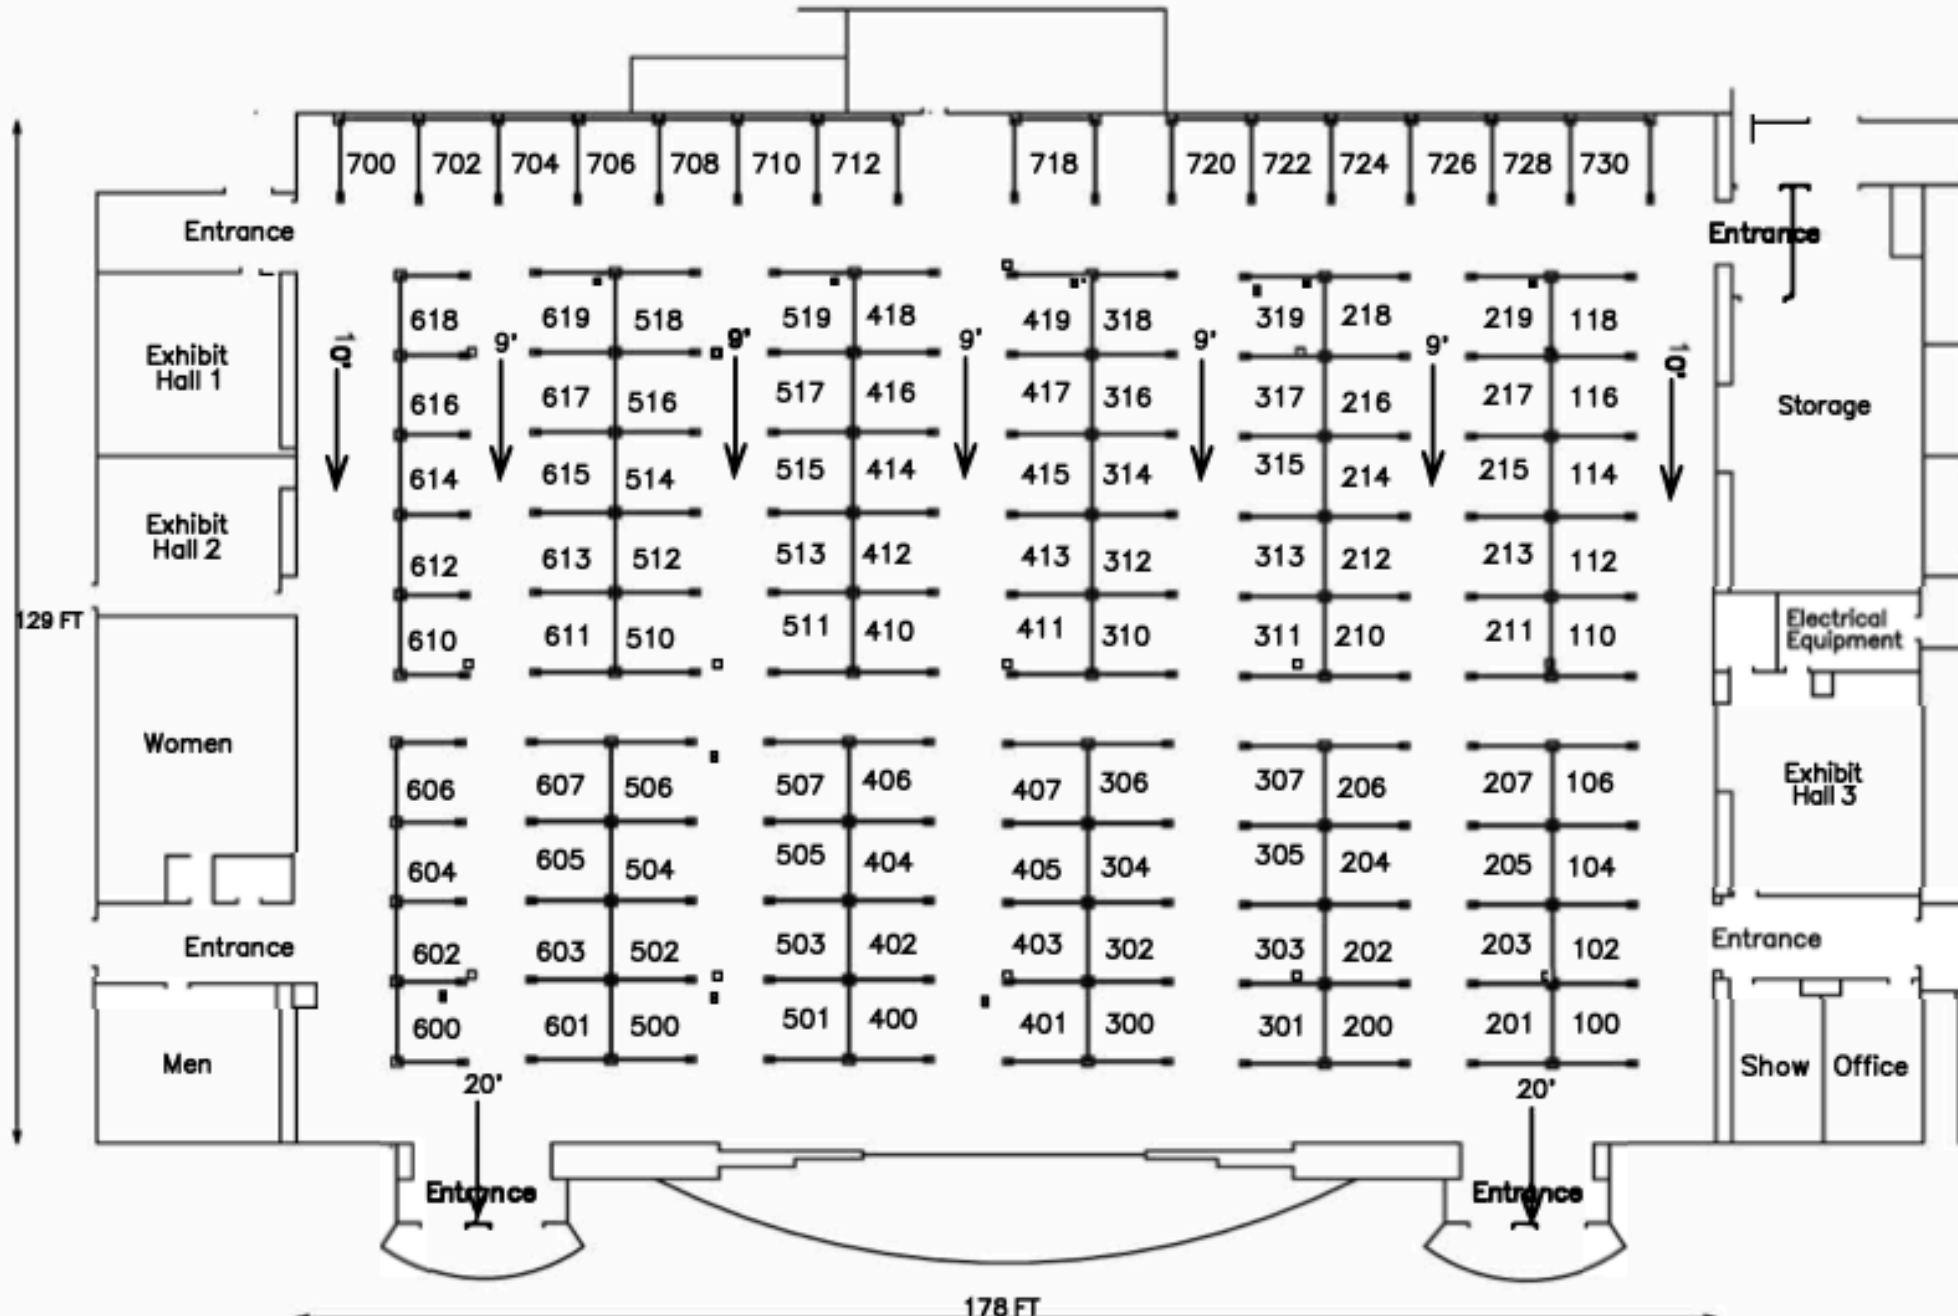 700 702 704 706 708 710 712 718 720 722 724 726 728 730
Entrance
Entrance
618 619 518 519 418 419 318 319 218 219 118
10' 9' 9' 9' 9' 9' 10'
Exhibit
Hall 1
616 617 516 517 416 417 316 317 216 217 116
Storage
614 615 514 515 414 415 314 315 214 215 114
Exhibit
Hall 2
612 613 512 513 412 413 312 313 212 213 112
129 FT
Electrical
Equipment
610 611 510 511 410 411 310 311 210 211 110
Women
606 607 506 507 406 407 306 307 206 207 106
Exhibit
Hall 3
604 605 504 505 404 405 304 305 204 205 104
Entrance
602 603 502 503 402 403 302 303 202 203 102
Entrance
600 601 500 501 400 401 300 301 200 201 100
Men
Show Office
20' 20'
Entrance Entrance
178 FT